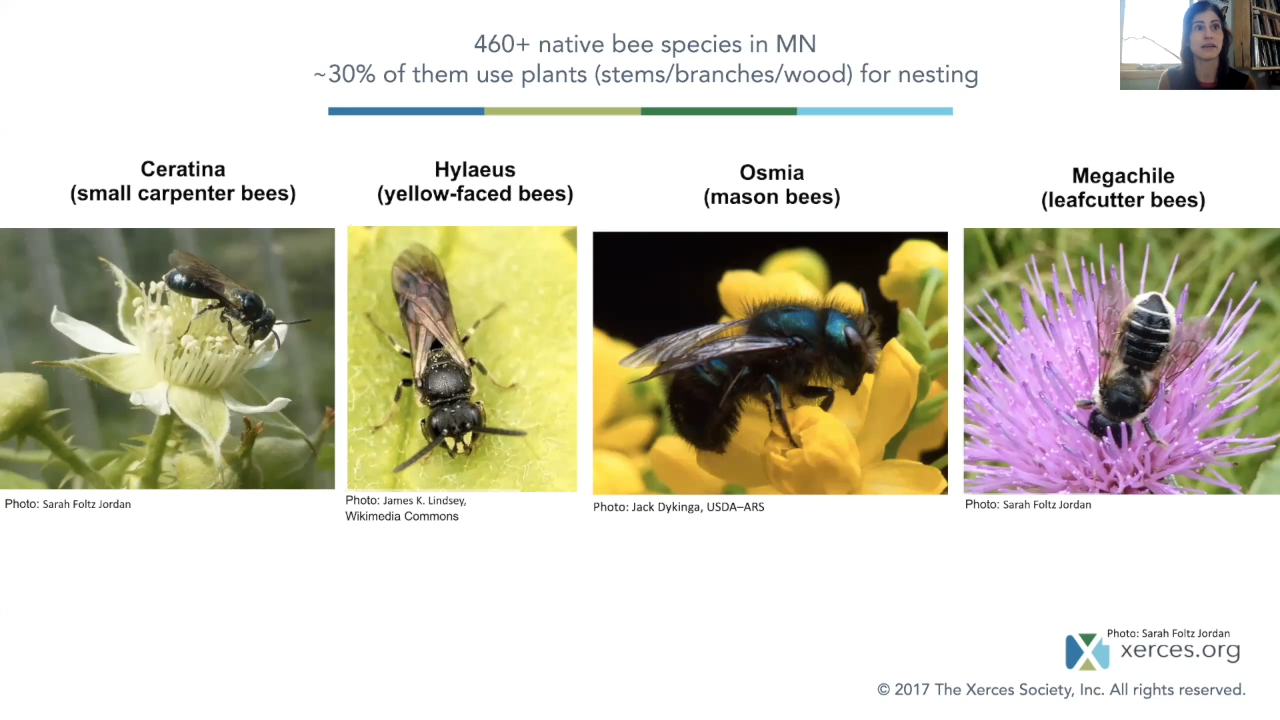 460+ native bee species in MN
~30% of them use plants (stems/branches/wood) for nesting
Ceratina
(small carpenter bees)
Hylaeus
(yellow-faced bees)
Osmia
(mason bees)
Megachile
(leafcutter bees)
Photo: Sarah Foltz Jordan
Photo: James K. Lindsey,
Wikimedia Commons
Photo: Jack Dykinga, USDA–ARS
Photo: Sarah Foltz Jordan
Photo: Sarah Foltz Jordan
xerces.org
© 2017 The Xerces Society, Inc. All rights reserved.